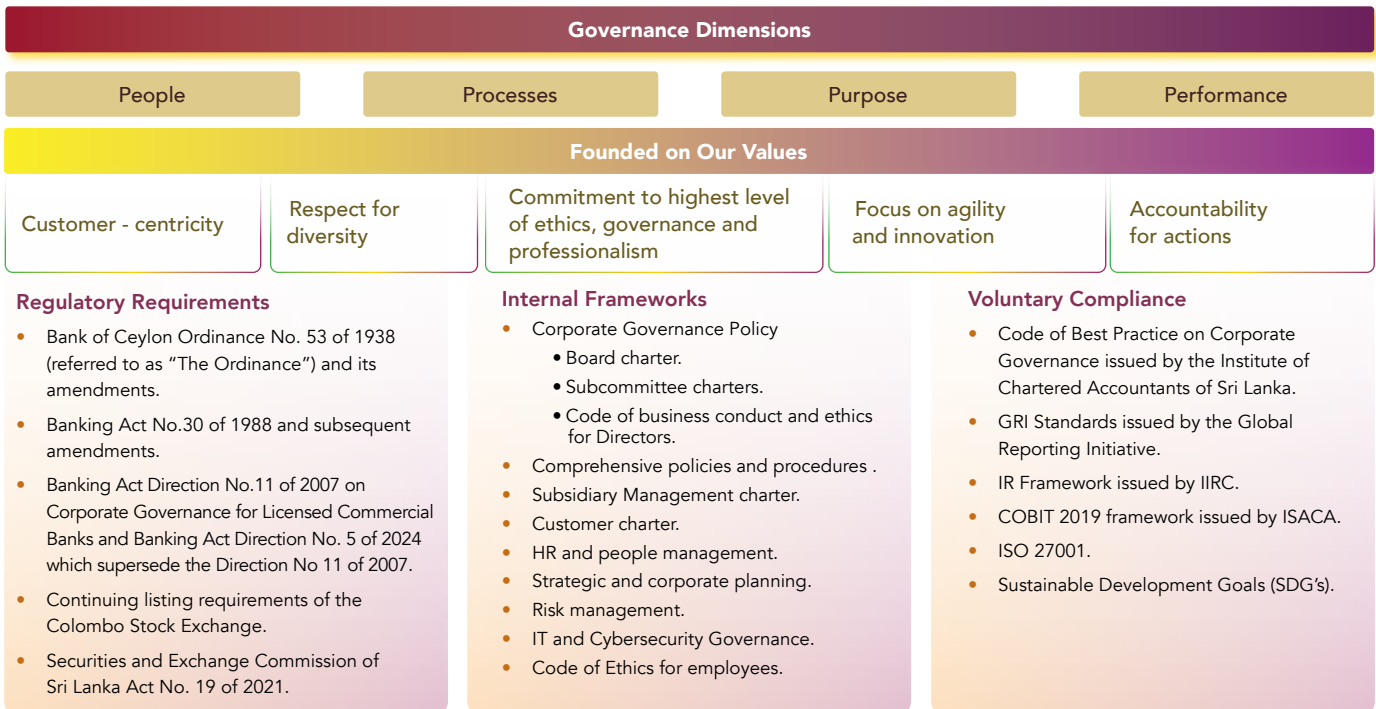 Governance Dimensions
People
Processes
Purpose
Performance
Founded on Our Values
Customer - centricity
Respect for
diversity
Commitment to highest level
of ethics, governance and
professionalism
Focus on agility
and innovation
Accountability
for actions
Regulatory Requirements
• Bank of Ceylon Ordinance No. 53 of 1938
(referred to as “The Ordinance”) and its
amendments.
• Banking Act No.30 of 1988 and subsequent
amendments.
• Banking Act Direction No.11 of 2007 on
Corporate Governance for Licensed Commercial
Banks and Banking Act Direction No. 5 of 2024
which supersede the Direction No 11 of 2007.
• Continuing listing requirements of the
Colombo Stock Exchange.
• Securities and Exchange Commission of
Sri Lanka Act No. 19 of 2021.
Internal Frameworks
• Corporate Governance Policy
• Board charter.
• Subcommittee charters.
• Code of business conduct and ethics
for Directors.
• Comprehensive policies and procedures .
• Subsidiary Management charter.
• Customer charter.
• HR and people management.
• Strategic and corporate planning.
• Risk management.
• IT and Cybersecurity Governance.
• Code of Ethics for employees.
Voluntary Compliance
• Code of Best Practice on Corporate
Governance issued by the Institute of
Chartered Accountants of Sri Lanka.
• GRI Standards issued by the Global
Reporting Initiative.
• IR Framework issued by IIRC.
• COBIT 2019 framework issued by ISACA.
• ISO 27001.
• Sustainable Development Goals (SDG’s).